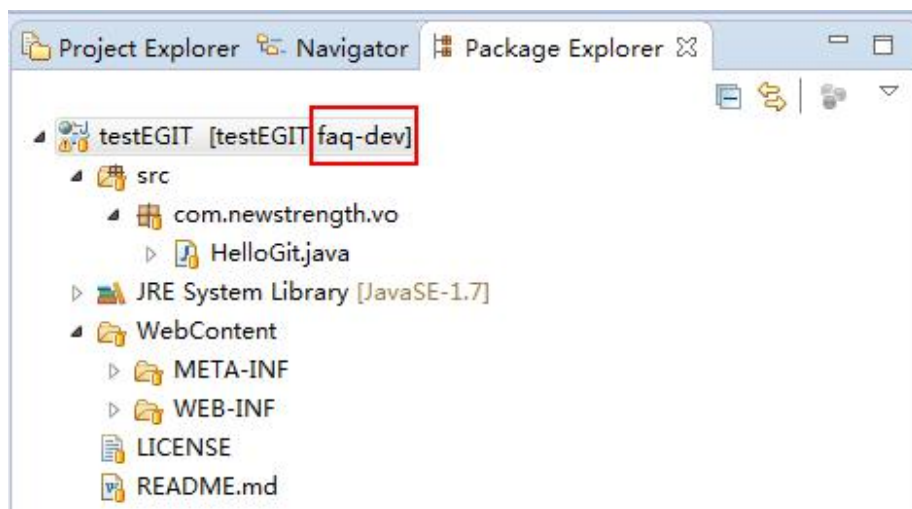 Project Explorer Navigator Package Explorer
testEGIT [testEGIT faq-dev]
src
com.newstrength.vo
HelloGit.java
JRE System Library [JavaSE-1.7]
WebContent
META-INF
WEB-INF
LICENSE
README.md